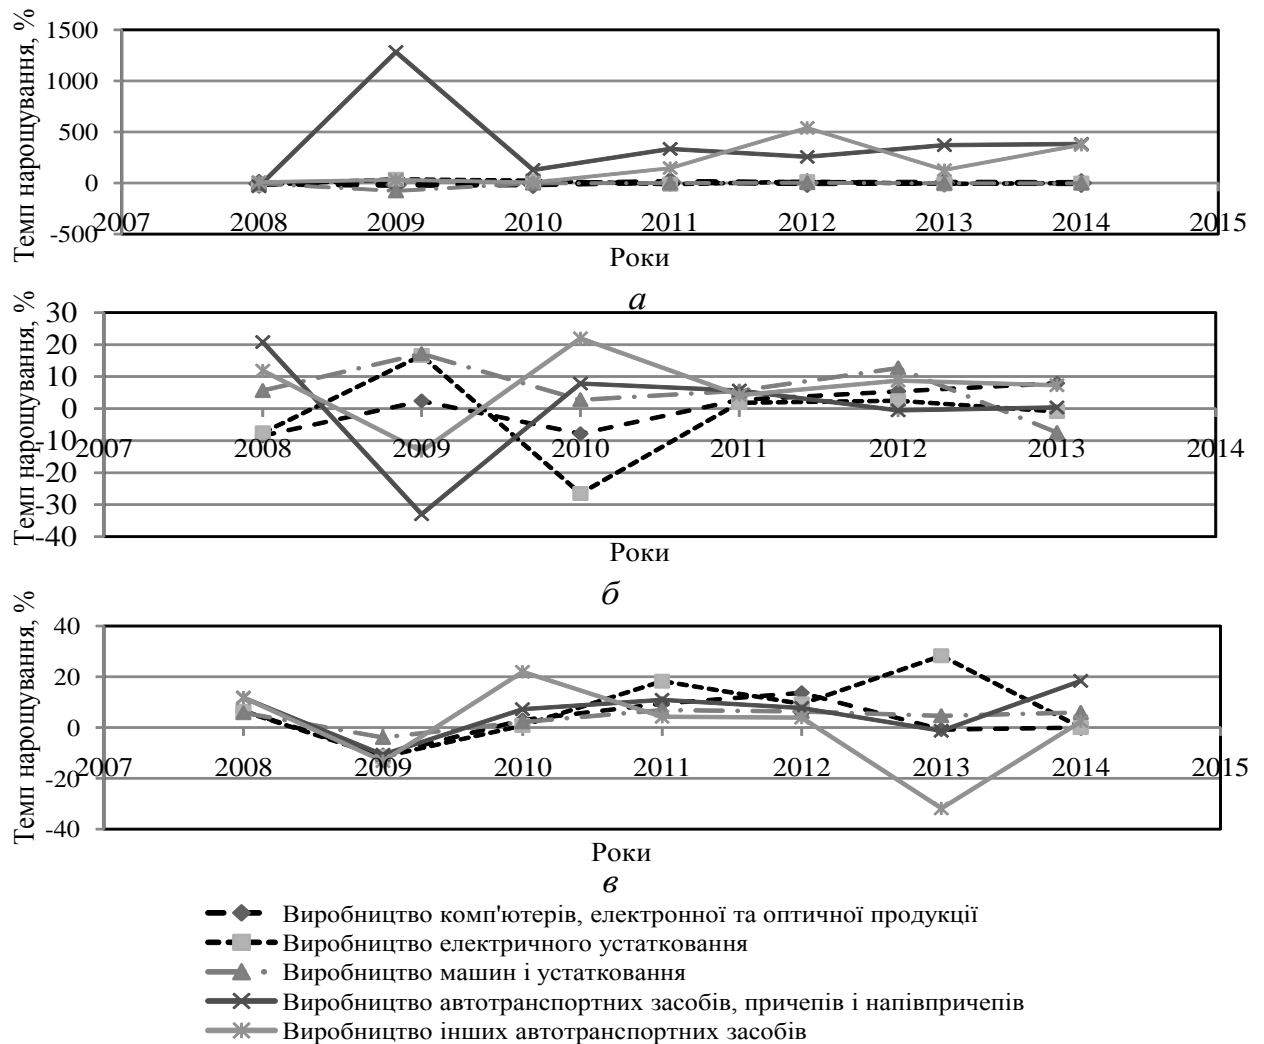 Темп нарощування, %
1500
1000
500
0
-500
2007 2008 2009 2010 2011 2012 2013 2014 2015
Роки
а
Темп нарощування, %
30
20
10
0
-10
-20
-30
-40
2007 2008 2009 2010 2011 2012 2013 2014
Роки
б
Темп нарощування, %
40
20
0
-20
-40
2007 2008 2009 2010 2011 2012 2013 2014 2015
Роки
в
Виробництво комп'ютерів, електронної та оптичної продукції
Виробництво електричного устатковання
Виробництво машин і устатковання
Виробництво автотранспортних засобів, причепів і напівпричепів
Виробництво інших автотранспортних засобів